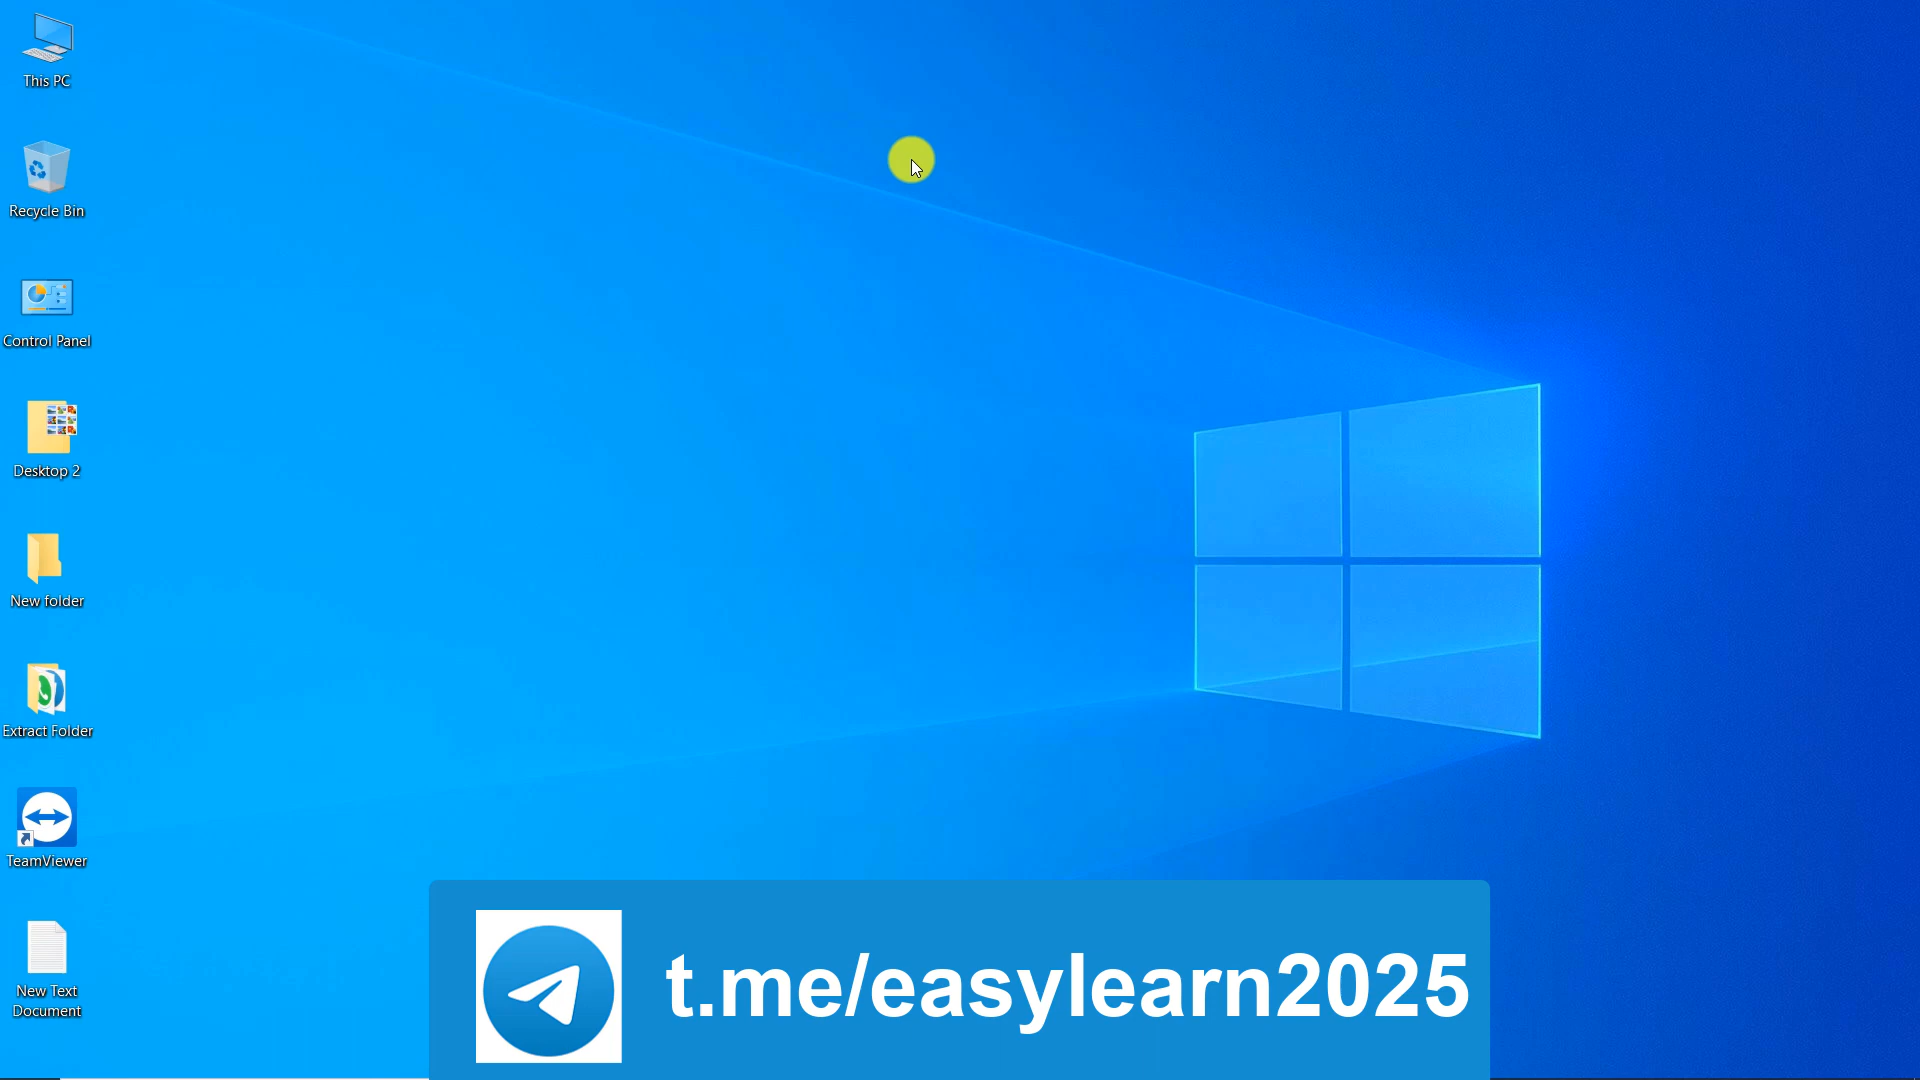 This PC
Recycle Bin
Control Panel
Desktop 2
New folder
Extract Folder
TeamViewer
New Text
Document
t.me/easylearn2025